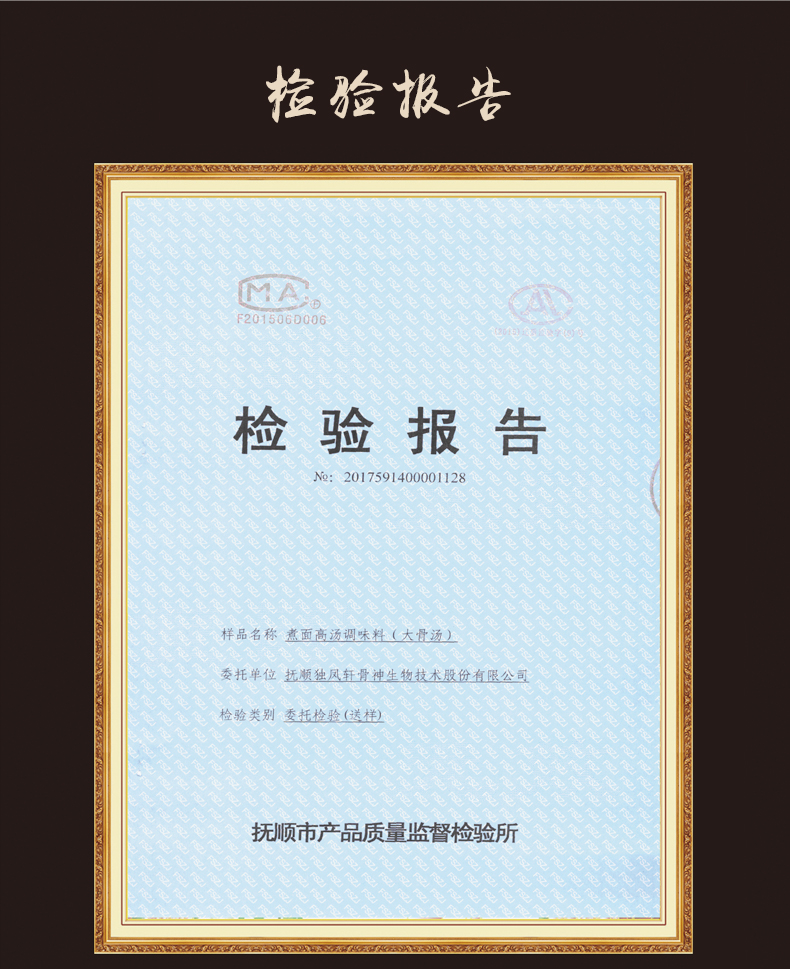 检验报告
MA
F201506D006
检验报告
№: 2017591400001128
样品名称 煮面高汤调味料（大骨汤）
委托单位 抚顺独凤轩骨神生物技术股份有限公司
检验类别 委托检验(送样)
抚顺市产品质量监督检验所